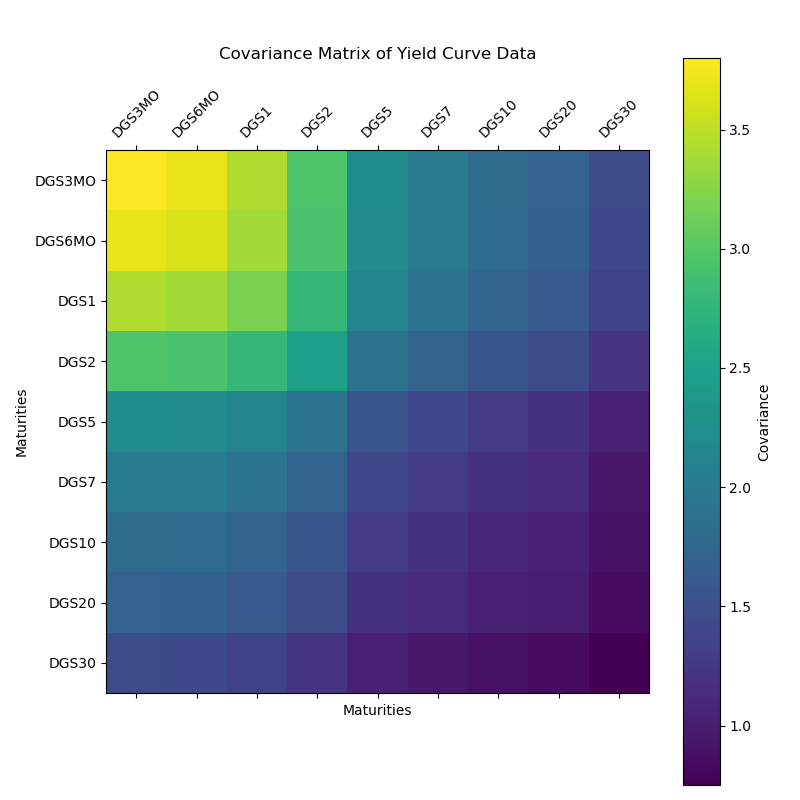 Covariance Matrix of Yield Curve Data
DGS3MO DGS6MO DGS1 DGS2 DGS5 DGS7 DGS10 DGS20 DGS30
DGS3MO
DGS6MO
DGS1
DGS2
DGS5
DGS7
DGS10
DGS20
DGS30
Maturities
Maturities
3.5
3.0
2.5
2.0
1.5
1.0
Covariance